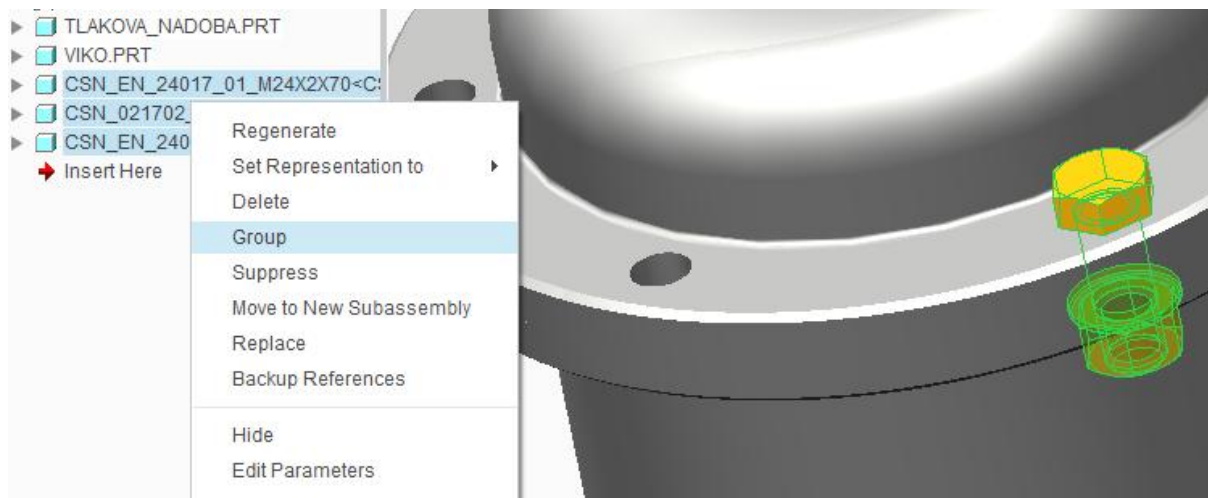 TLAKOVA_NADOBA.PRT
VIKO.PRT
CSN_EN_24017_01_M24X2X70<CS
CSN_021702_
CSN_EN_240
Insert Here
Regenerate
Set Representation to
Delete
Group
Suppress
Move to New Subassembly
Replace
Backup References
Hide
Edit Parameters